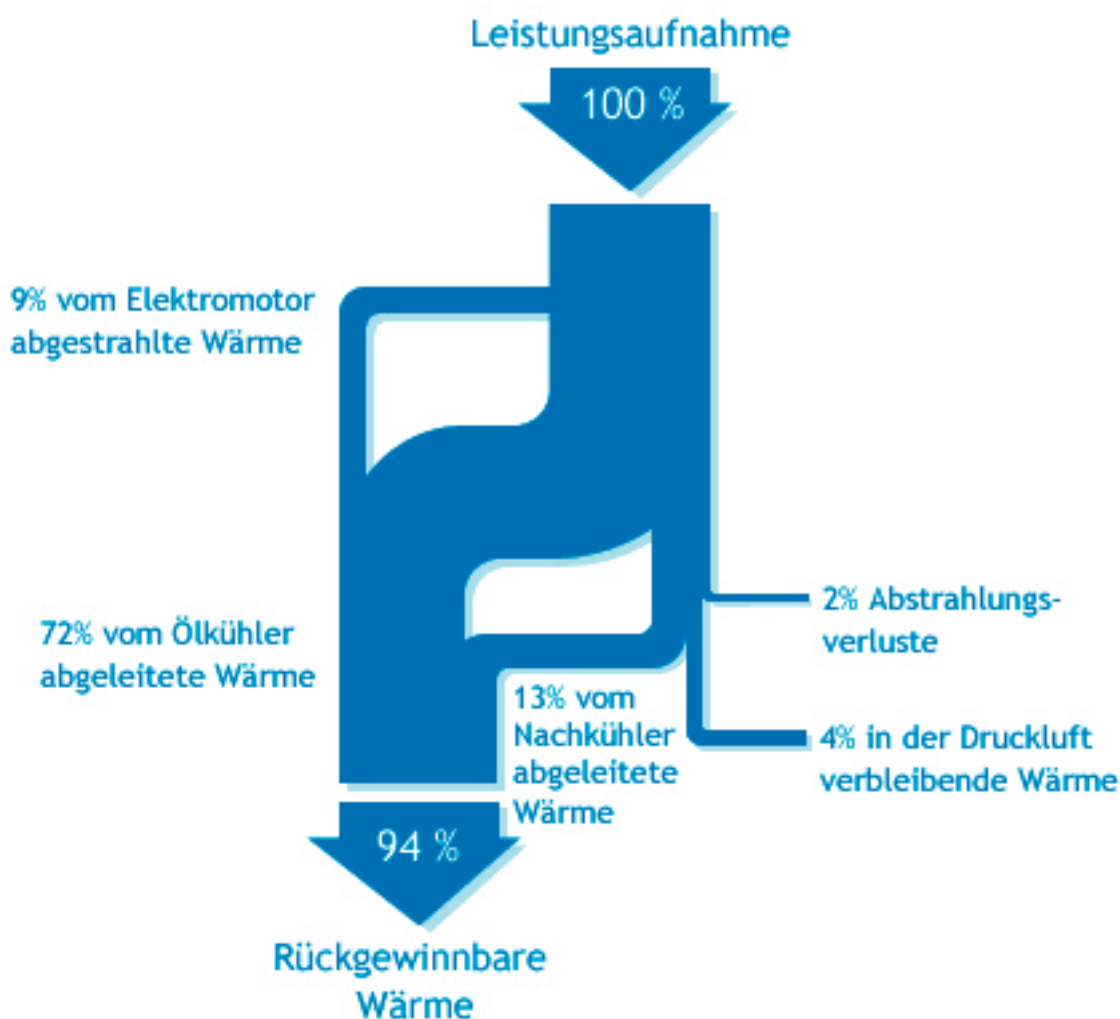 Leistungsaufnahme
100 %
9% vom Elektromotor
abgestrahlte Wärme
72% vom Ölkühler
abgeleitete Wärme
13% vom
Nachkühler
abgeleitete
Wärme
2% Abstrahlungs-
verluste
4% in der Druckluft
verbleibende Wärme
94 %
Rückgewinnbare
Wärme